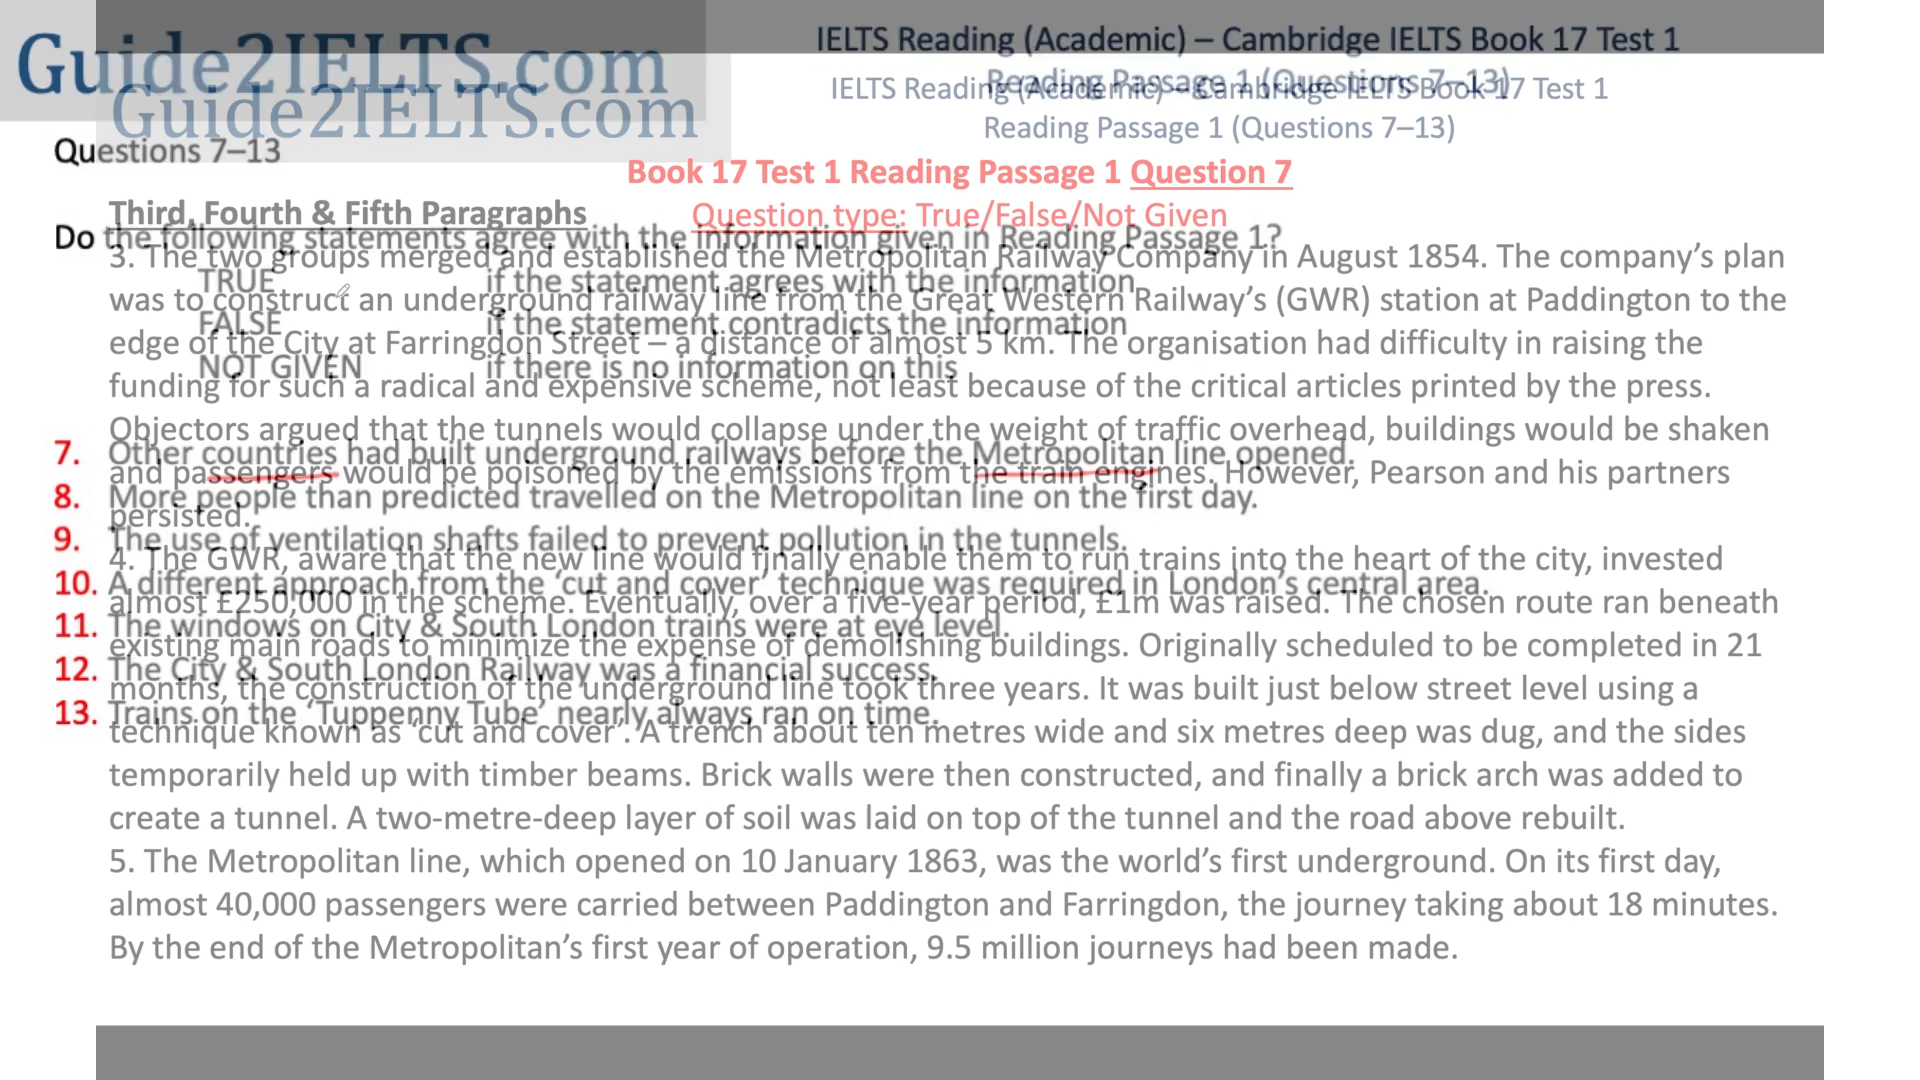 Guide2IELTS.com
IELTS Reading (Academic) – Cambridge IELTS Book 17 Test 1
Reading Passage 1 (Questions 7–13)
Guide2IELTS.com
IELTS Reading (Academic) – Cambridge IELTS Book 17 Test 1
Reading Passage 1 (Questions 7–13)
Questions 7–13
Do the following statements agree with the information given in Reading Passage 1?
TRUE if the statement agrees with the information
FALSE if the statement contradicts the information
NOT GIVEN if there is no information on this
7. Other countries had built underground railways before the Metropolitan line opened.
8. More people than predicted travelled on the Metropolitan line on the first day.
9. The use of ventilation shafts failed to prevent pollution in the tunnels.
10. A different approach from the ‘cut and cover’ technique was required in London’s central area.
11. The windows on City & South London trains were at eye level.
12. The City & South London Railway was a financial success.
13. Trains on the ‘Tuppenny Tube’ nearly always ran on time.
Book 17 Test 1 Reading Passage 1 Question 7
Question type: True/False/Not Given
Third, Fourth & Fifth Paragraphs
3. The two groups merged and established the Metropolitan Railway Company in August 1854. The company’s plan
was to construct an underground railway line from the Great Western Railway’s (GWR) station at Paddington to the
edge of the City at Farringdon Street – a distance of almost 5 km. The organisation had difficulty in raising the
funding for such a radical and expensive scheme, not least because of the critical articles printed by the press.
Objectors argued that the tunnels would collapse under the weight of traffic overhead, buildings would be shaken
and passengers would be poisoned by the emissions from the train engines. However, Pearson and his partners
persisted.
4. The GWR, aware that the new line would finally enable them to run trains into the heart of the city, invested
almost £250,000 in the scheme. Eventually, over a five-year period, £1m was raised. The chosen route ran beneath
existing main roads to minimize the expense of demolishing buildings. Originally scheduled to be completed in 21
months, the construction of the underground line took three years. It was built just below street level using a
technique known as ‘cut and cover’. A trench about ten metres wide and six metres deep was dug, and the sides
temporarily held up with timber beams. Brick walls were then constructed, and finally a brick arch was added to
create a tunnel. A two-metre-deep layer of soil was laid on top of the tunnel and the road above rebuilt.
5. The Metropolitan line, which opened on 10 January 1863, was the world’s first underground. On its first day,
almost 40,000 passengers were carried between Paddington and Farringdon, the journey taking about 18 minutes.
By the end of the Metropolitan’s first year of operation, 9.5 million journeys had been made.